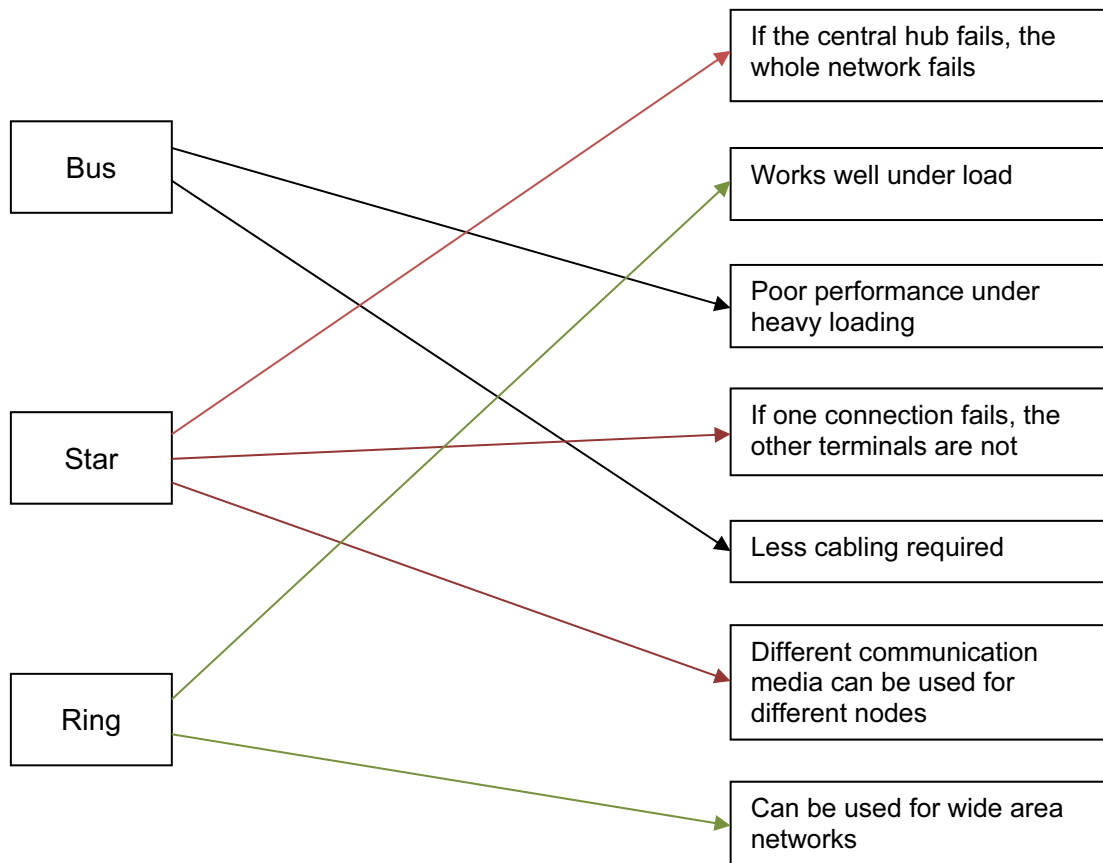 Bus
Star
Ring
If the central hub fails, the
whole network fails
Works well under load
Poor performance under
heavy loading
If one connection fails, the
other terminals are not
Less cabling required
Different communication
media can be used for
different nodes
Can be used for wide area
networks